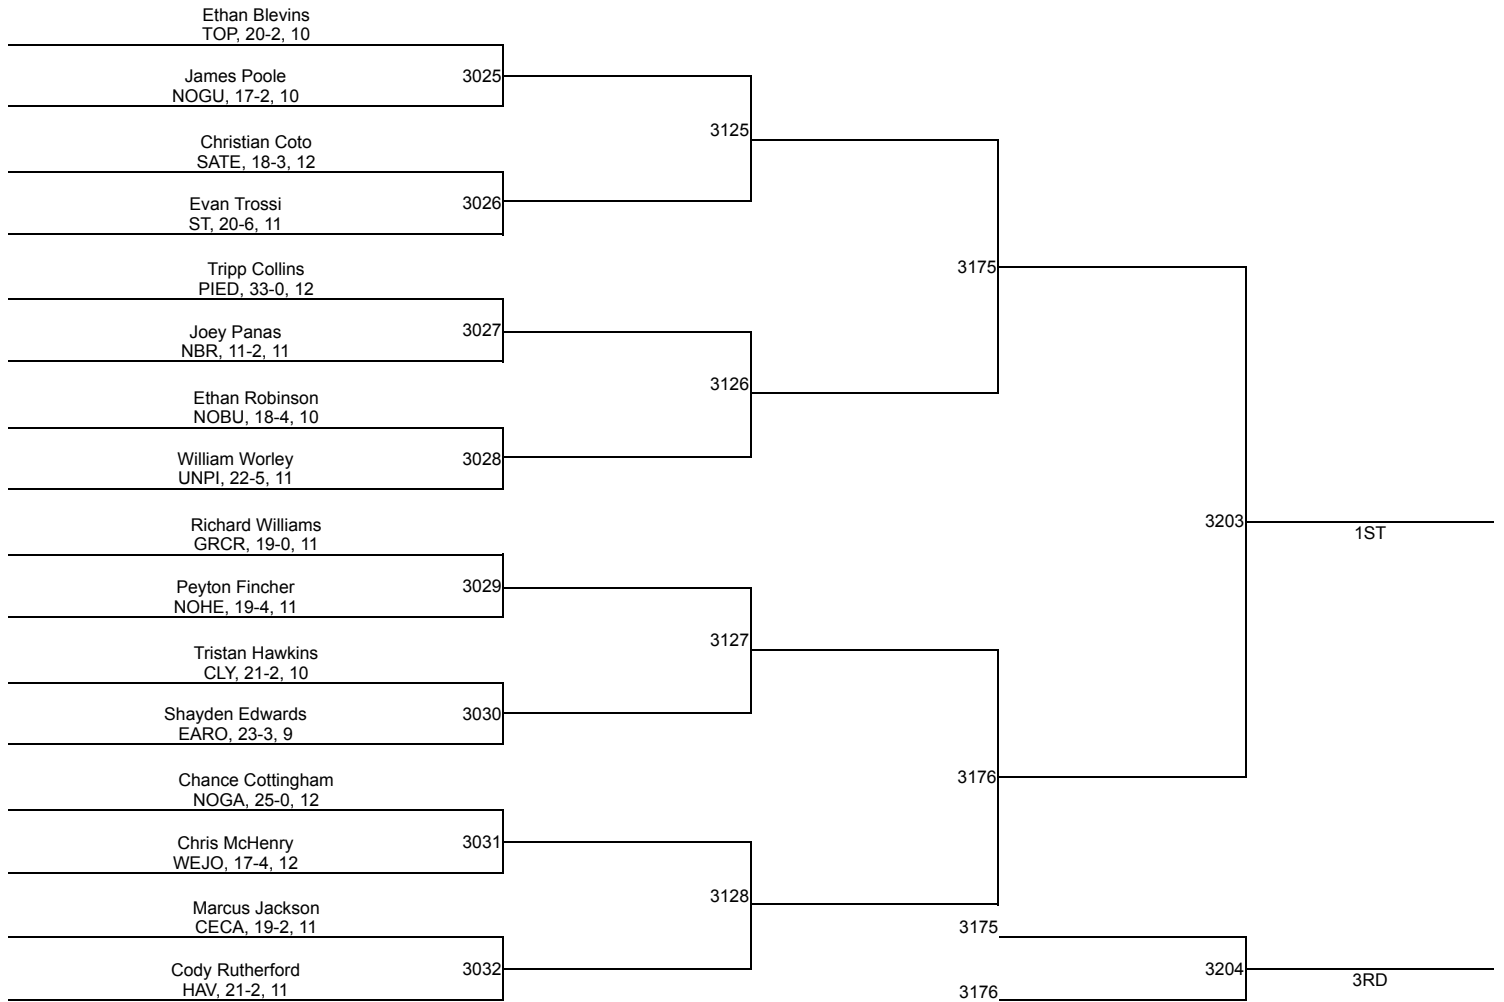 Ethan Blevins
TOP, 20-2, 10
James Poole
NOGU, 17-2, 10
3025
3125
Christian Coto
SATE, 18-3, 12
Evan Trossi
ST, 20-6, 11
3026
3175
Tripp Collins
PIED, 33-0, 12
Joey Panas
NBR, 11-2, 11
3027
3126
Ethan Robinson
NOBU, 18-4, 10
William Worley
UNPI, 22-5, 11
3028
3203
1ST
Richard Williams
GRCR, 19-0, 11
Peyton Fincher
NOHE, 19-4, 11
3029
3127
Tristan Hawkins
CLY, 21-2, 10
Shayden Edwards
EARO, 23-3, 9
3030
3176
Chance Cottingham
NOGA, 25-0, 12
Chris McHenry
WEJO, 17-4, 12
3031
3128
Marcus Jackson
CECA, 19-2, 11
3175
Cody Rutherford
HAV, 21-2, 11
3032
3204
3RD
3176